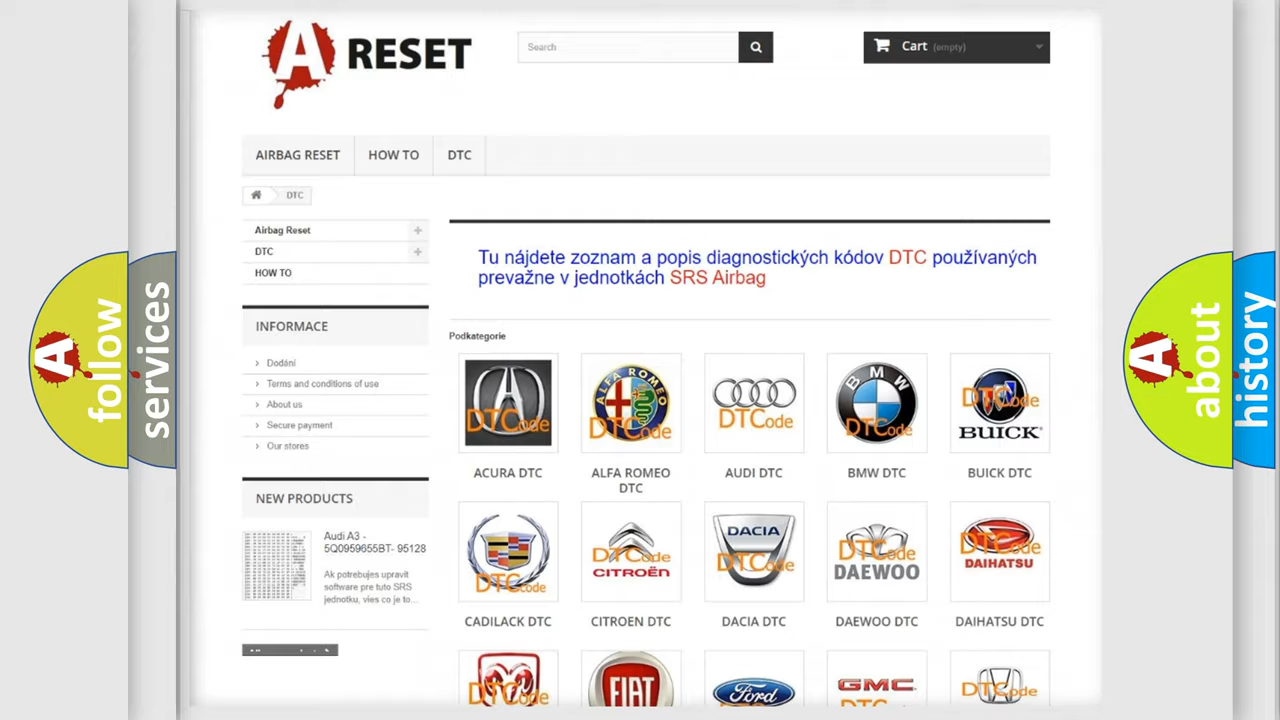 A RESET
Search
Cart (empty)
AIRBAG RESET
HOW TO
DTC
DTC
Airbag Reset
DTC
HOW TO
INFORMACE
Dodání
Terms and conditions of use
About us
Secure payment
Our stores
NEW PRODUCTS
Audi A3 -
5Q0959655BT- 95128
Ak potrebujes upravit
software pre tuto SRS
jednotku, vies co je to...
Tu nájdete zoznam a popis diagnostických kódov DTC používaných
prevažne v jednotkách SRS Airbag
Podkategorie
DTCode
ACURA DTC
ALFA ROMEO
DTCode
ALFA ROMEO
DTC
DTCode
AUDI DTC
BMW
DTCode
BMW DTC
DTCode
BUICK
BUICK DTC
DTCode
CADILACK DTC
DTCode
CITROËN
CITROEN DTC
DACIA
DTCode
DACIA DTC
DTCode
DAEWOO
DAEWOO DTC
DTCode
DAIHATSU
DAIHATSU DTC
DTCode
FIAT
Ford
GMC
DTCode
A follow
services
A about
history